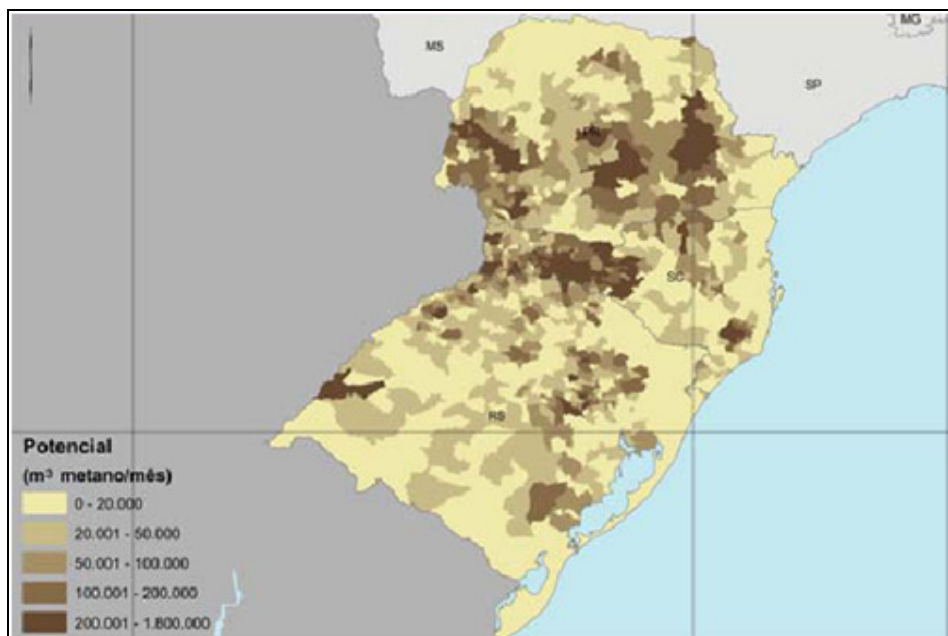 MG
MS
SP
SC
RS
Potencial
(m³ metano/mês)
0 - 20.000
20.001 - 50.000
50.001 - 100.000
100.001 - 200.000
200.001 - 1.800.000